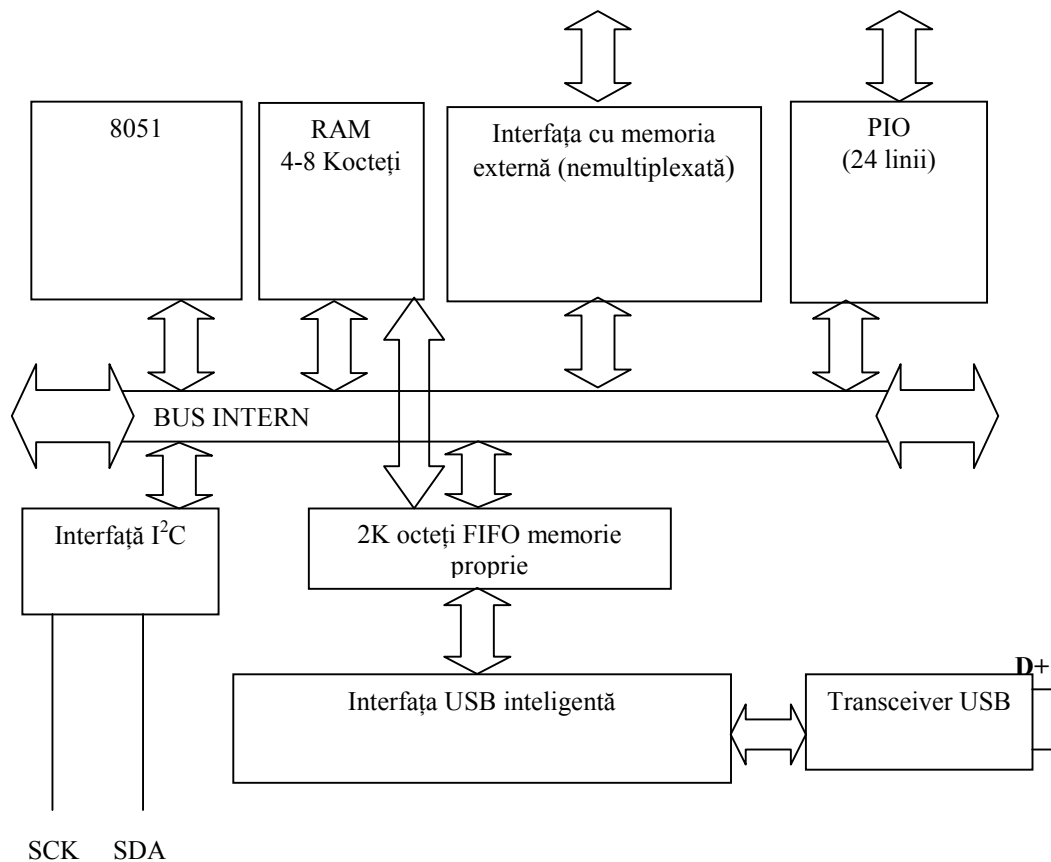 8051
RAM
4-8 Kocteți
Interfața cu memoria
externă (nemultiplexată)
PIO
(24 linii)
BUS INTERN
Interfață I²C
2K octeți FIFO memorie
proprie
D+
Interfața USB inteligentă
Transceiver USB
SCK SDA